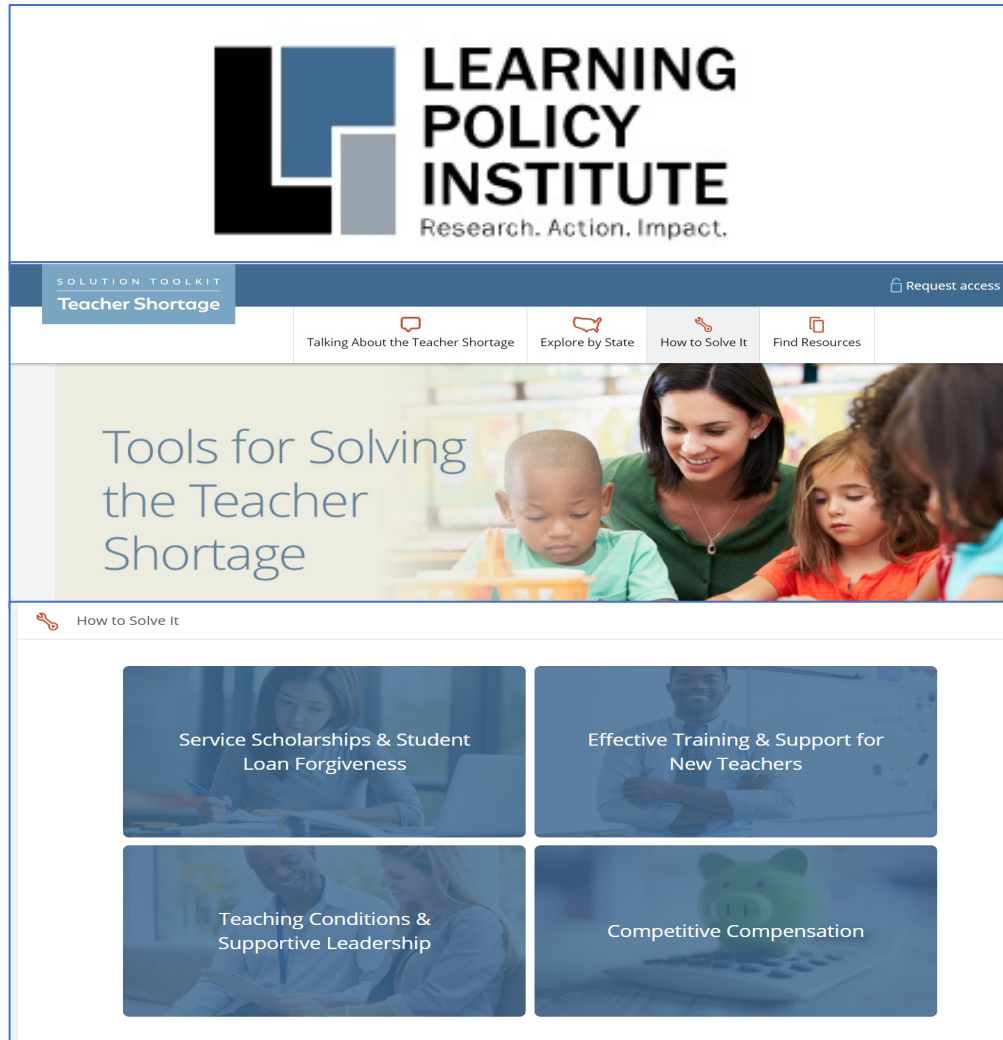 LEARNING
POLICY
INSTITUTE
Research. Action. Impact.
SOLUTION TOOLKIT
Teacher Shortage
Request access
Talking About the Teacher Shortage
Explore by State
How to Solve It
Find Resources
Tools for Solving
the Teacher
Shortage
How to Solve It
Service Scholarships & Student
Loan Forgiveness
Effective Training & Support for
New Teachers
Teaching Conditions &
Supportive Leadership
Competitive Compensation